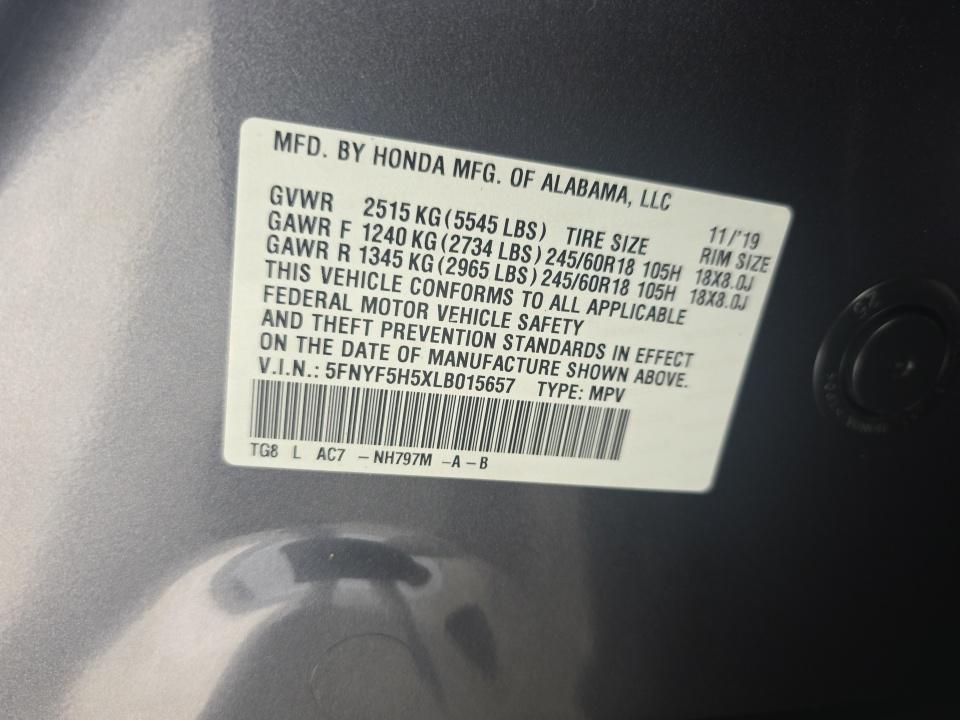 MFD. BY HONDA MFG. OF ALABAMA, LLC
11/'19
GVWR 2515 KG (5545 LBS) TIRE SIZE RIM SIZE
GAWR F 1240 KG (2734 LBS) 245/60R18 105H 18X8.0J
GAWR R 1345 KG (2965 LBS) 245/60R18 105H 18X8.0J
THIS VEHICLE CONFORMS TO ALL APPLICABLE
FEDERAL MOTOR VEHICLE SAFETY
AND THEFT PREVENTION STANDARDS IN EFFECT
ON THE DATE OF MANUFACTURE SHOWN ABOVE.
V.I.N.: 5FNYF5H5XLB015657 TYPE: MPV
TG8 L AC7 -NH797M -A-B
25